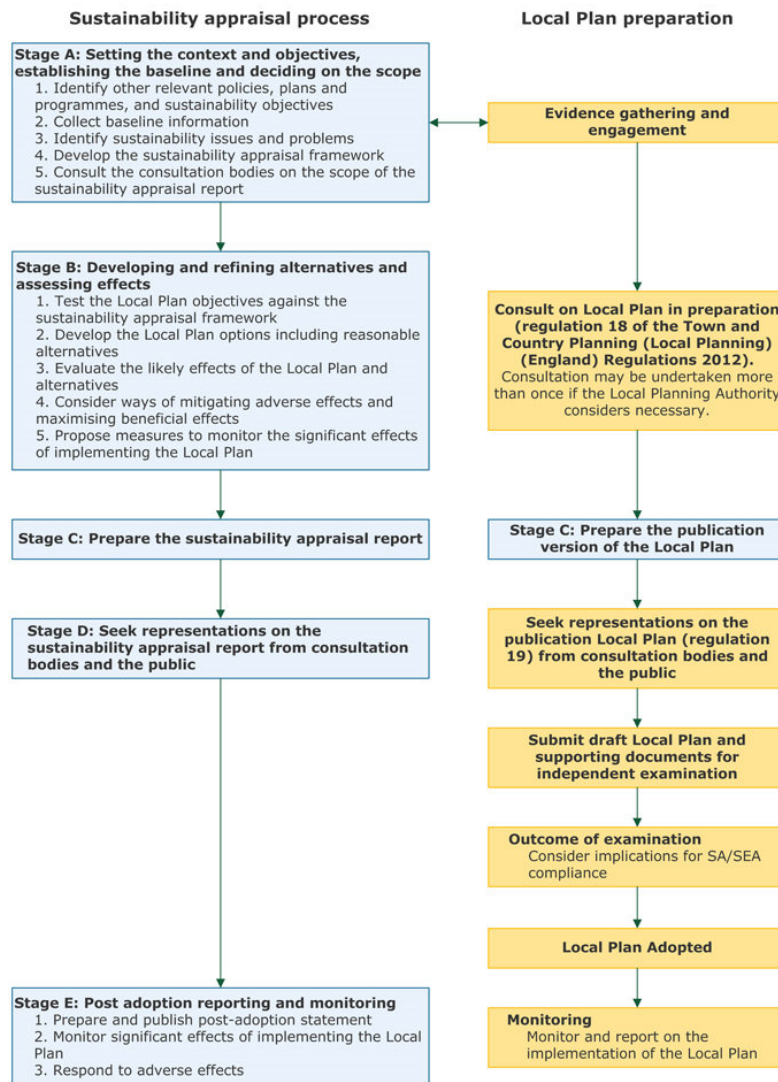 Sustainability appraisal process
Stage A: Setting the context and objectives,
establishing the baseline and deciding on the scope
1. Identify other relevant policies, plans and
programmes, and sustainability objectives
2. Collect baseline information
3. Identify sustainability issues and problems
4. Develop the sustainability appraisal framework
5. Consult the consultation bodies on the scope of the
sustainability appraisal report
Stage B: Developing and refining alternatives and
assessing effects
1. Test the Local Plan objectives against the
sustainability appraisal framework
2. Develop the Local Plan options including reasonable
alternatives
3. Evaluate the likely effects of the Local Plan and
alternatives
4. Consider ways of mitigating adverse effects and
maximising beneficial effects
5. Propose measures to monitor the significant effects
of implementing the Local Plan
Stage C: Prepare the sustainability appraisal report
Stage D: Seek representations on the
sustainability appraisal report from consultation
bodies and the public
Stage E: Post adoption reporting and monitoring
1. Prepare and publish post-adoption statement
2. Monitor significant effects of implementing the Local
Plan
3. Respond to adverse effects
Local Plan preparation
Evidence gathering and
engagement
Consult on Local Plan in preparation
(regulation 18 of the Town and
Country Planning (Local Planning)
(England) Regulations 2012).
Consultation may be undertaken more
than once if the Local Planning Authority
considers necessary.
Stage C: Prepare the publication
version of the Local Plan
Seek representations on the
publication Local Plan (regulation
19) from consultation bodies and
the public
Submit draft Local Plan and
supporting documents for
independent examination
Outcome of examination
Consider implications for SA/SEA
compliance
Local Plan Adopted
Monitoring
Monitor and report on the
implementation of the Local Plan